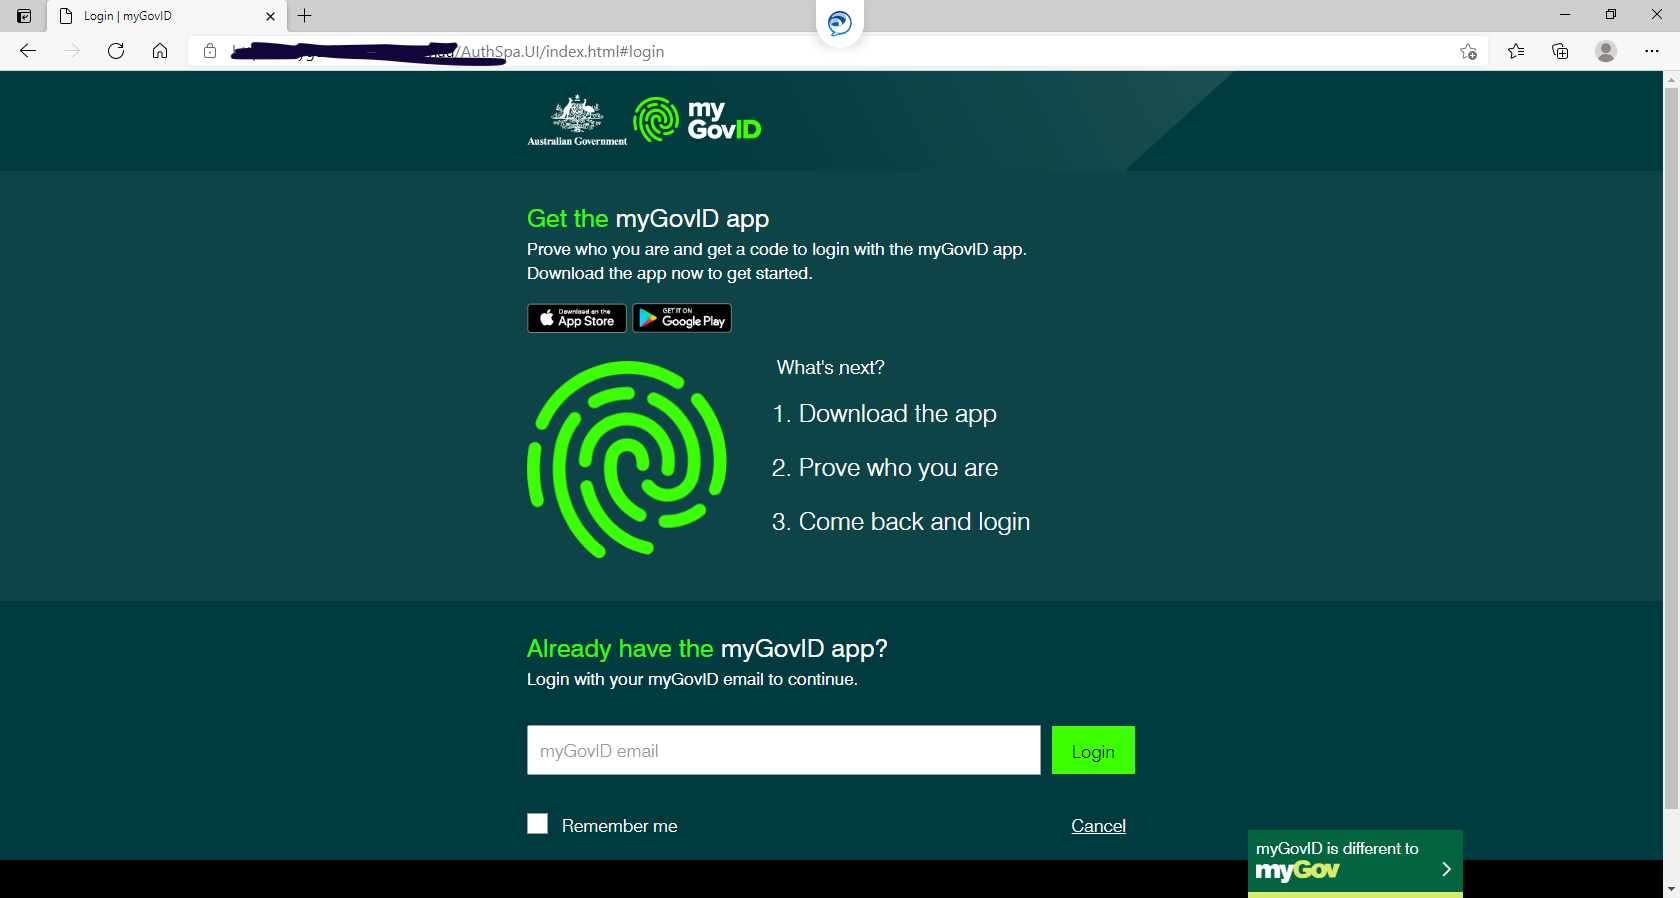 Login | myGovID
/AuthSpa.UI/index.html#login
Australian Government
my
GovID
Get the myGovID app
Prove who you are and get a code to login with the myGovID app.
Download the app now to get started.
Download on the
App Store
GET IT ON
Google Play
What's next?
1. Download the app
2. Prove who you are
3. Come back and login
Already have the myGovID app?
Login with your myGovID email to continue.
myGovID email
Login
Remember me
Cancel
myGovID is different to
myGov